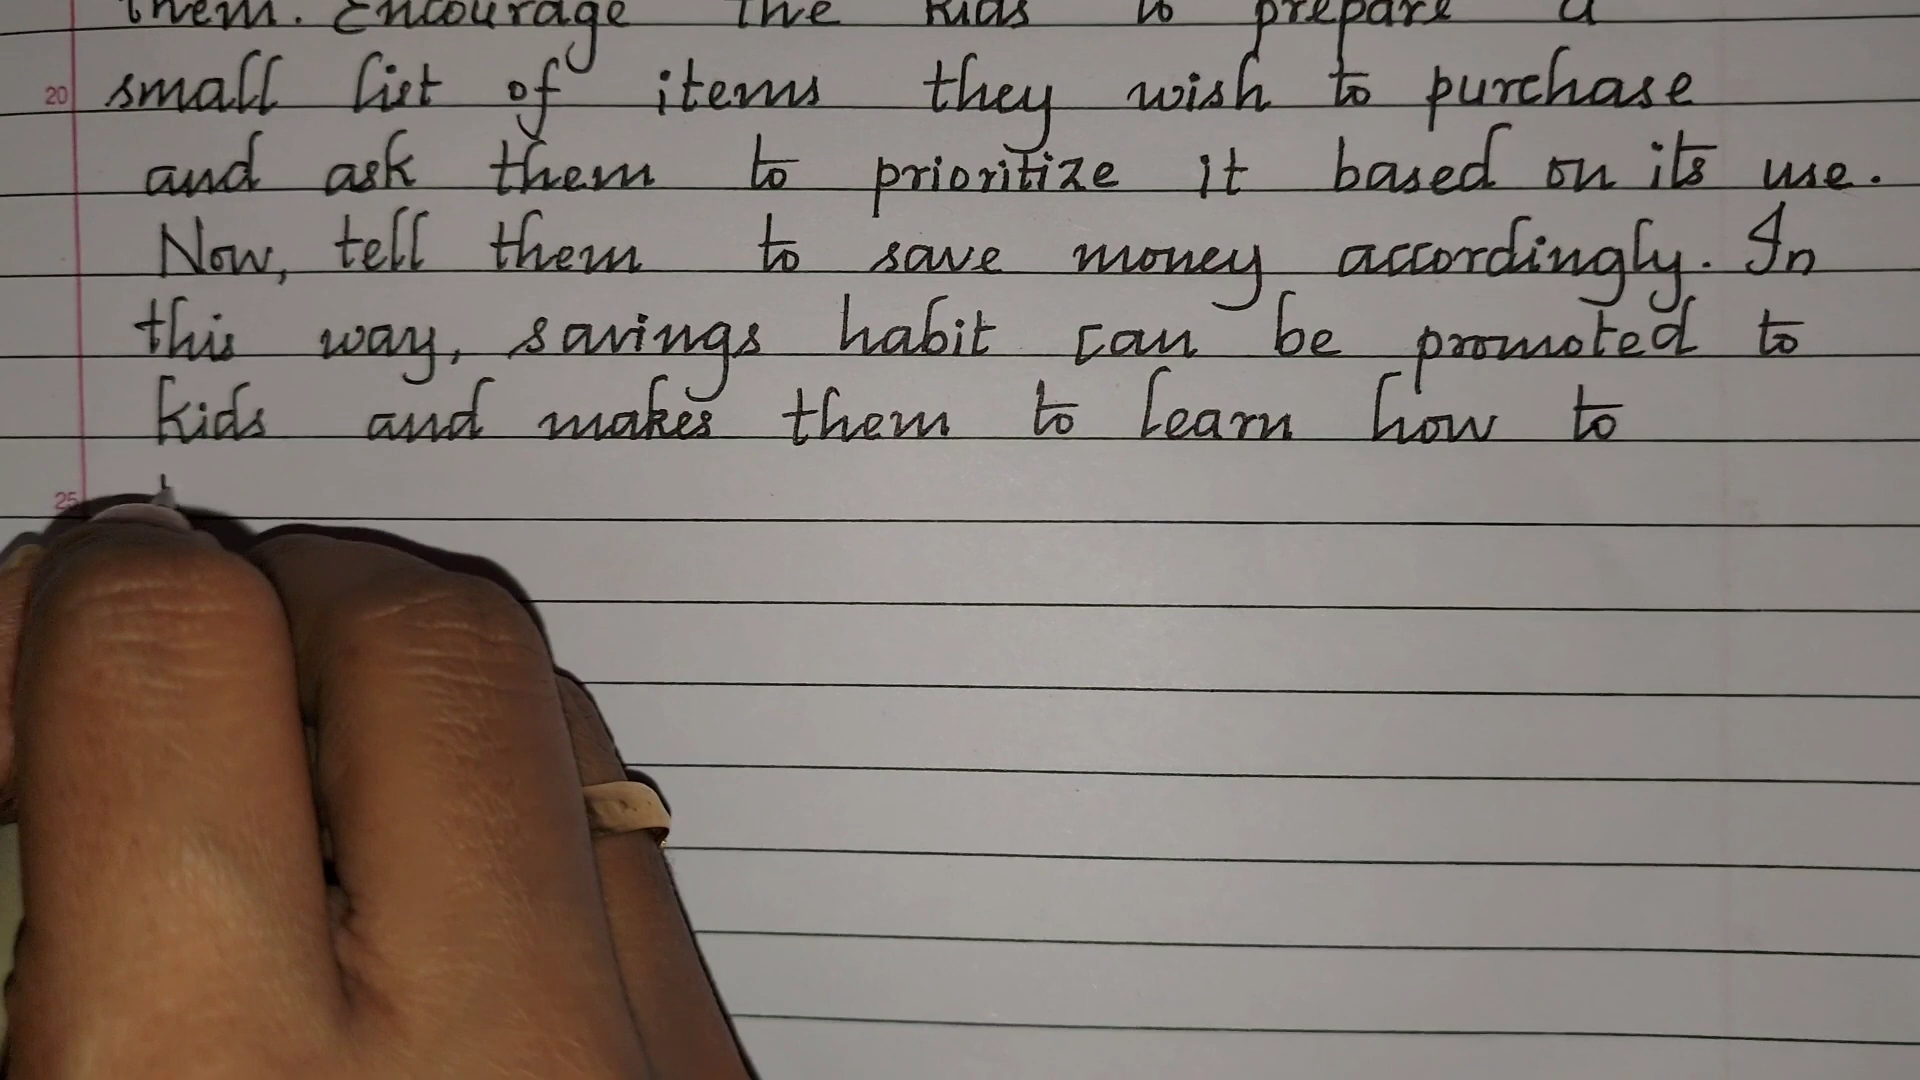 them. Encourage the kids to prepare a
20 small list of items they wish to purchase
and ask them to prioritize it based on its use.
Now, tell them to save money accordingly. In
this way, savings habit can be promoted to
kids and makes them to learn how to
25